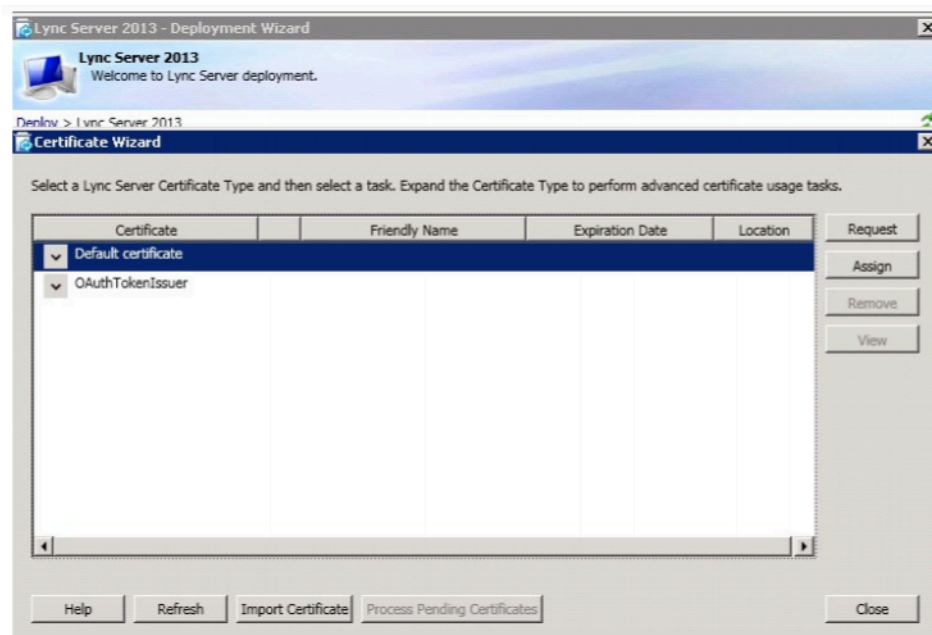 Lync Server 2013 - Deployment Wizard
Lync Server 2013
Welcome to Lync Server deployment.
Deploy > Lync Server 2013
Certificate Wizard
Select a Lync Server Certificate Type and then select a task. Expand the Certificate Type to perform advanced certificate usage tasks.
Certificate Friendly Name Expiration Date Location
Default certificate
OAuthTokenIssuer
Request
Assign
Remove
View
Help Refresh Import Certificate Process Pending Certificates Close